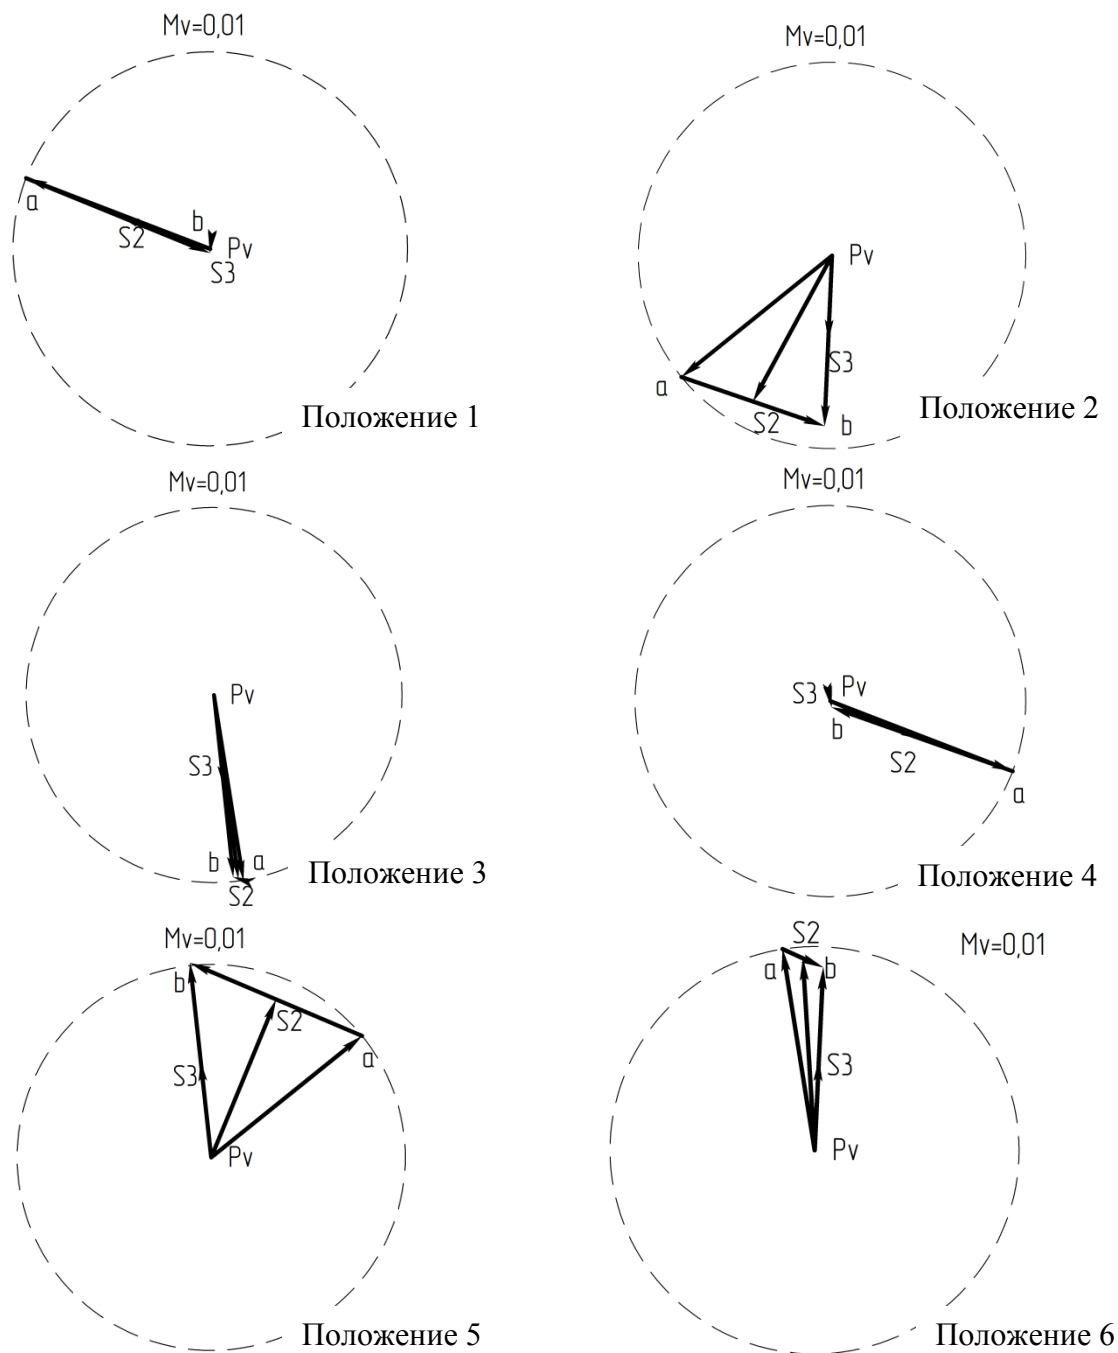 Mv=0,01
a
S2
b
Pv
S3
Положение 1
Mv=0,01
Pv
S3
a
S2
b
Положение 2
Mv=0,01
Pv
S3
b
a
S2
Положение 3
Mv=0,01
S3
Pv
b
S2
a
Положение 4
Mv=0,01
b
S2
a
S3
Pv
Положение 5
S2
Mv=0,01
a
b
S3
Pv
Положение 6